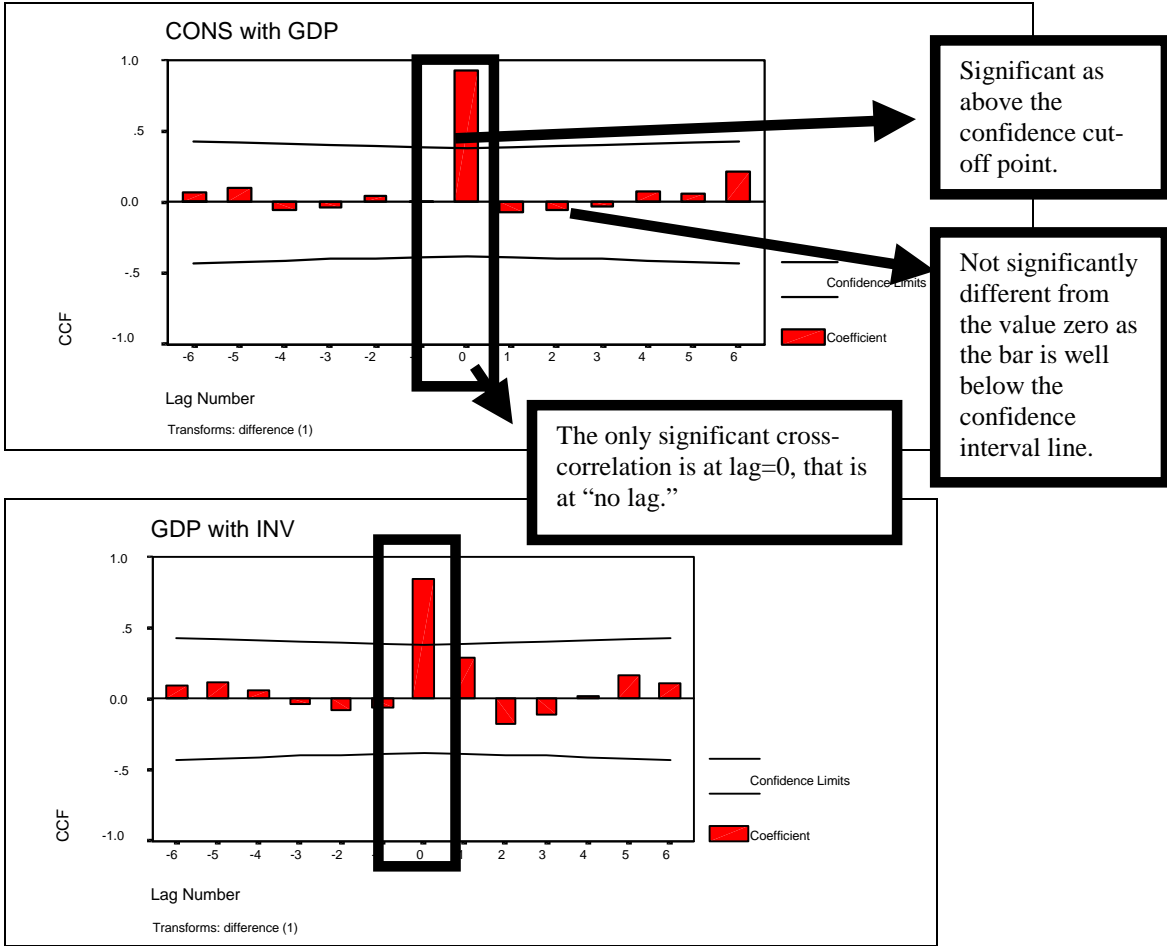 CONS with GDP
1.0
.5
0.0
-.5
-1.0
CCF
-6 -5 -4 -3 -2 0 1 2 3 4 5 6
Lag Number
Transforms: difference (1)
Confidence Limits
Coefficient
Significant as
above the
confidence cut-
off point.
Not significantly
different from
the value zero as
the bar is well
below the
confidence
interval line.
The only significant cross-
correlation is at lag=0, that is
at “no lag.”
GDP with INV
1.0
.5
0.0
-.5
-1.0
CCF
-6 -5 -4 -3 -2 0 1 2 3 4 5 6
Lag Number
Transforms: difference (1)
Confidence Limits
Coefficient